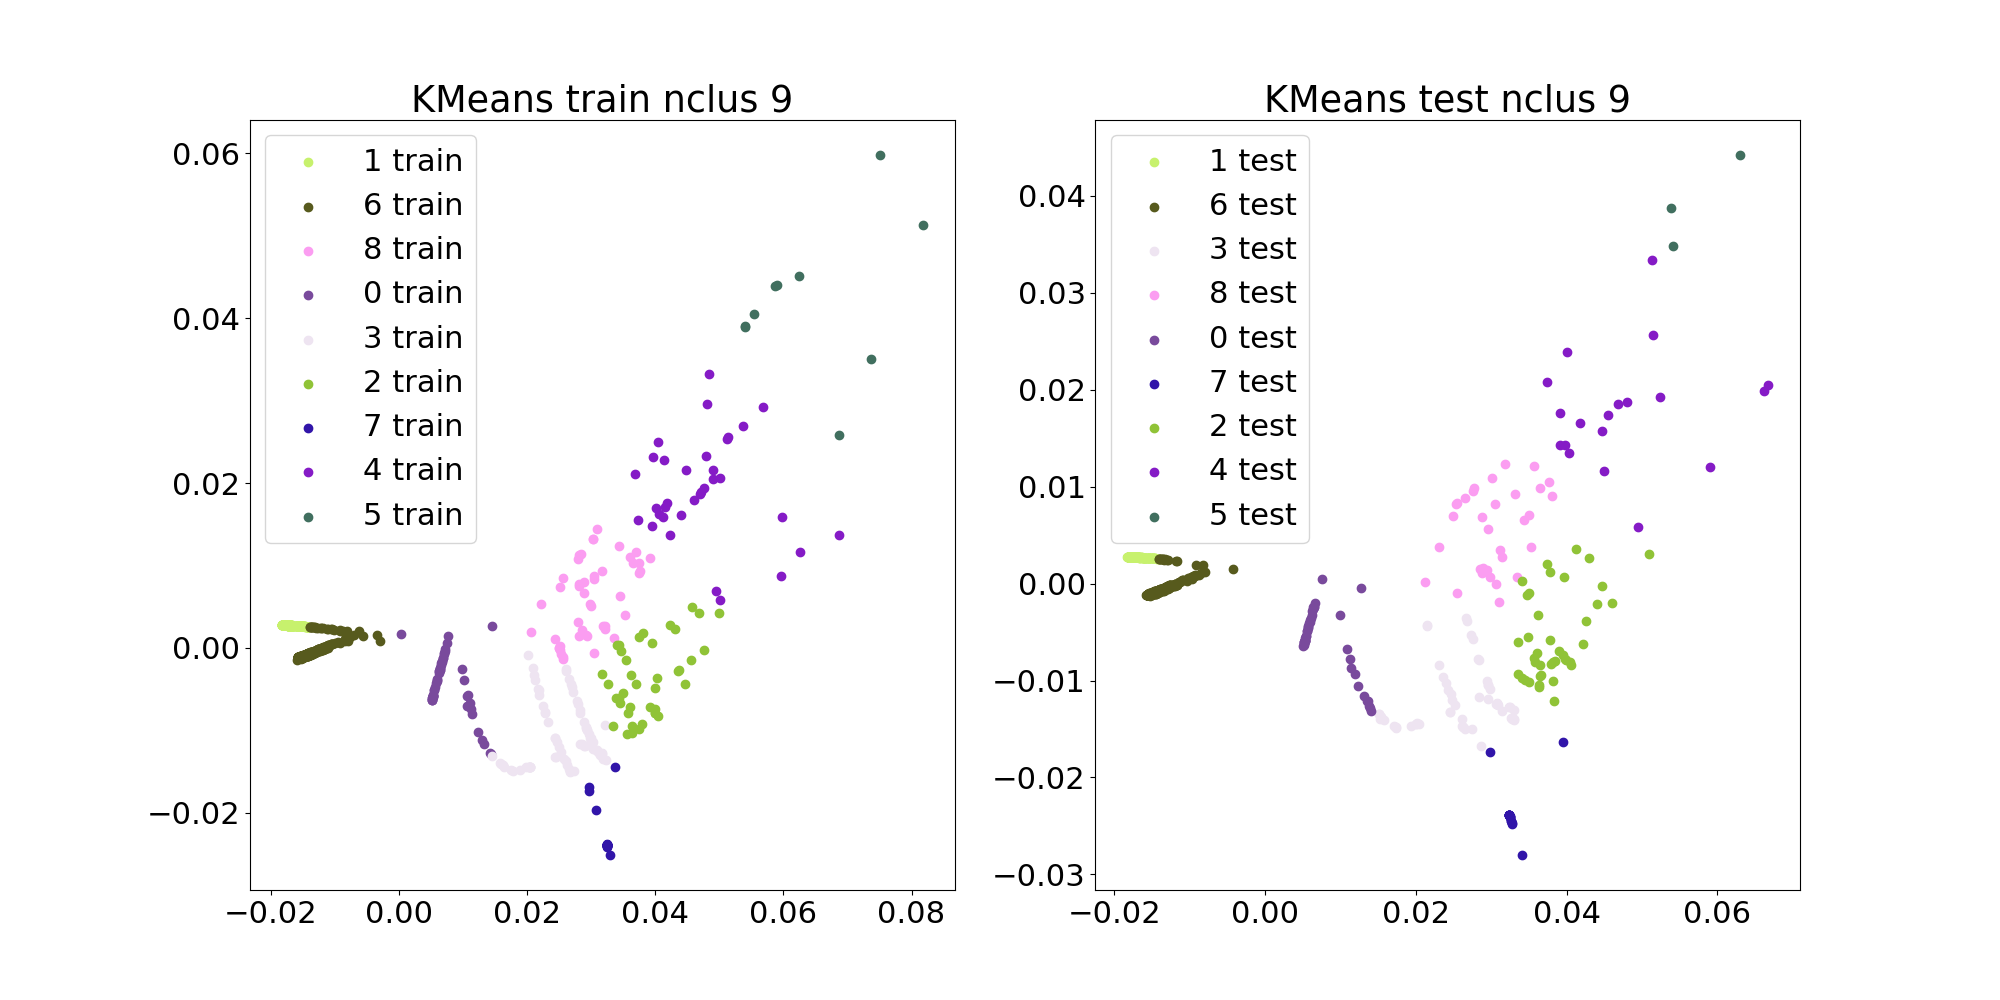 KMeans train nclus 9
0.06
0.04
0.02
0.00
−0.02
1 train
6 train
8 train
0 train
3 train
2 train
7 train
4 train
5 train
−0.02 0.00 0.02 0.04 0.06 0.08
KMeans test nclus 9
0.04
0.03
0.02
0.01
0.00
−0.01
−0.02
−0.03
1 test
6 test
3 test
8 test
0 test
7 test
2 test
4 test
5 test
−0.02 0.00 0.02 0.04 0.06